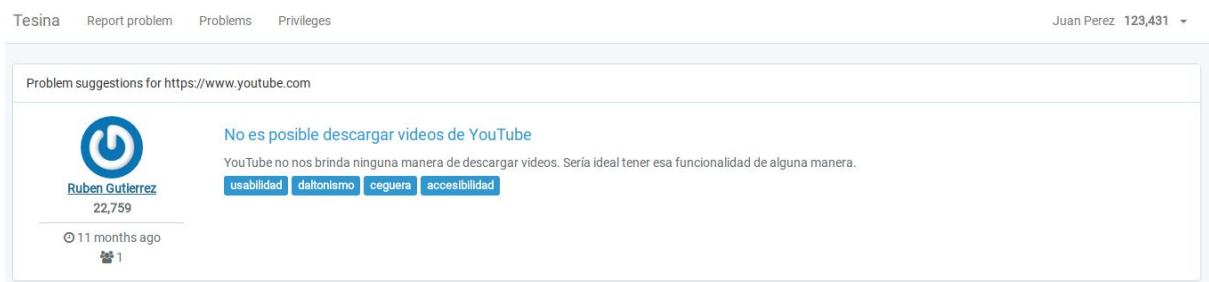 Tesina Report problem Problems Privileges Juan Perez 123,431
Problem suggestions for https://www.youtube.com
No es posible descargar videos de YouTube
YouTube no nos brinda ninguna manera de descargar videos. Sería ideal tener esa funcionalidad de alguna manera.
usabilidad daltonismo ceguera accesibilidad
Ruben Gutierrez
22,759
11 months ago
1